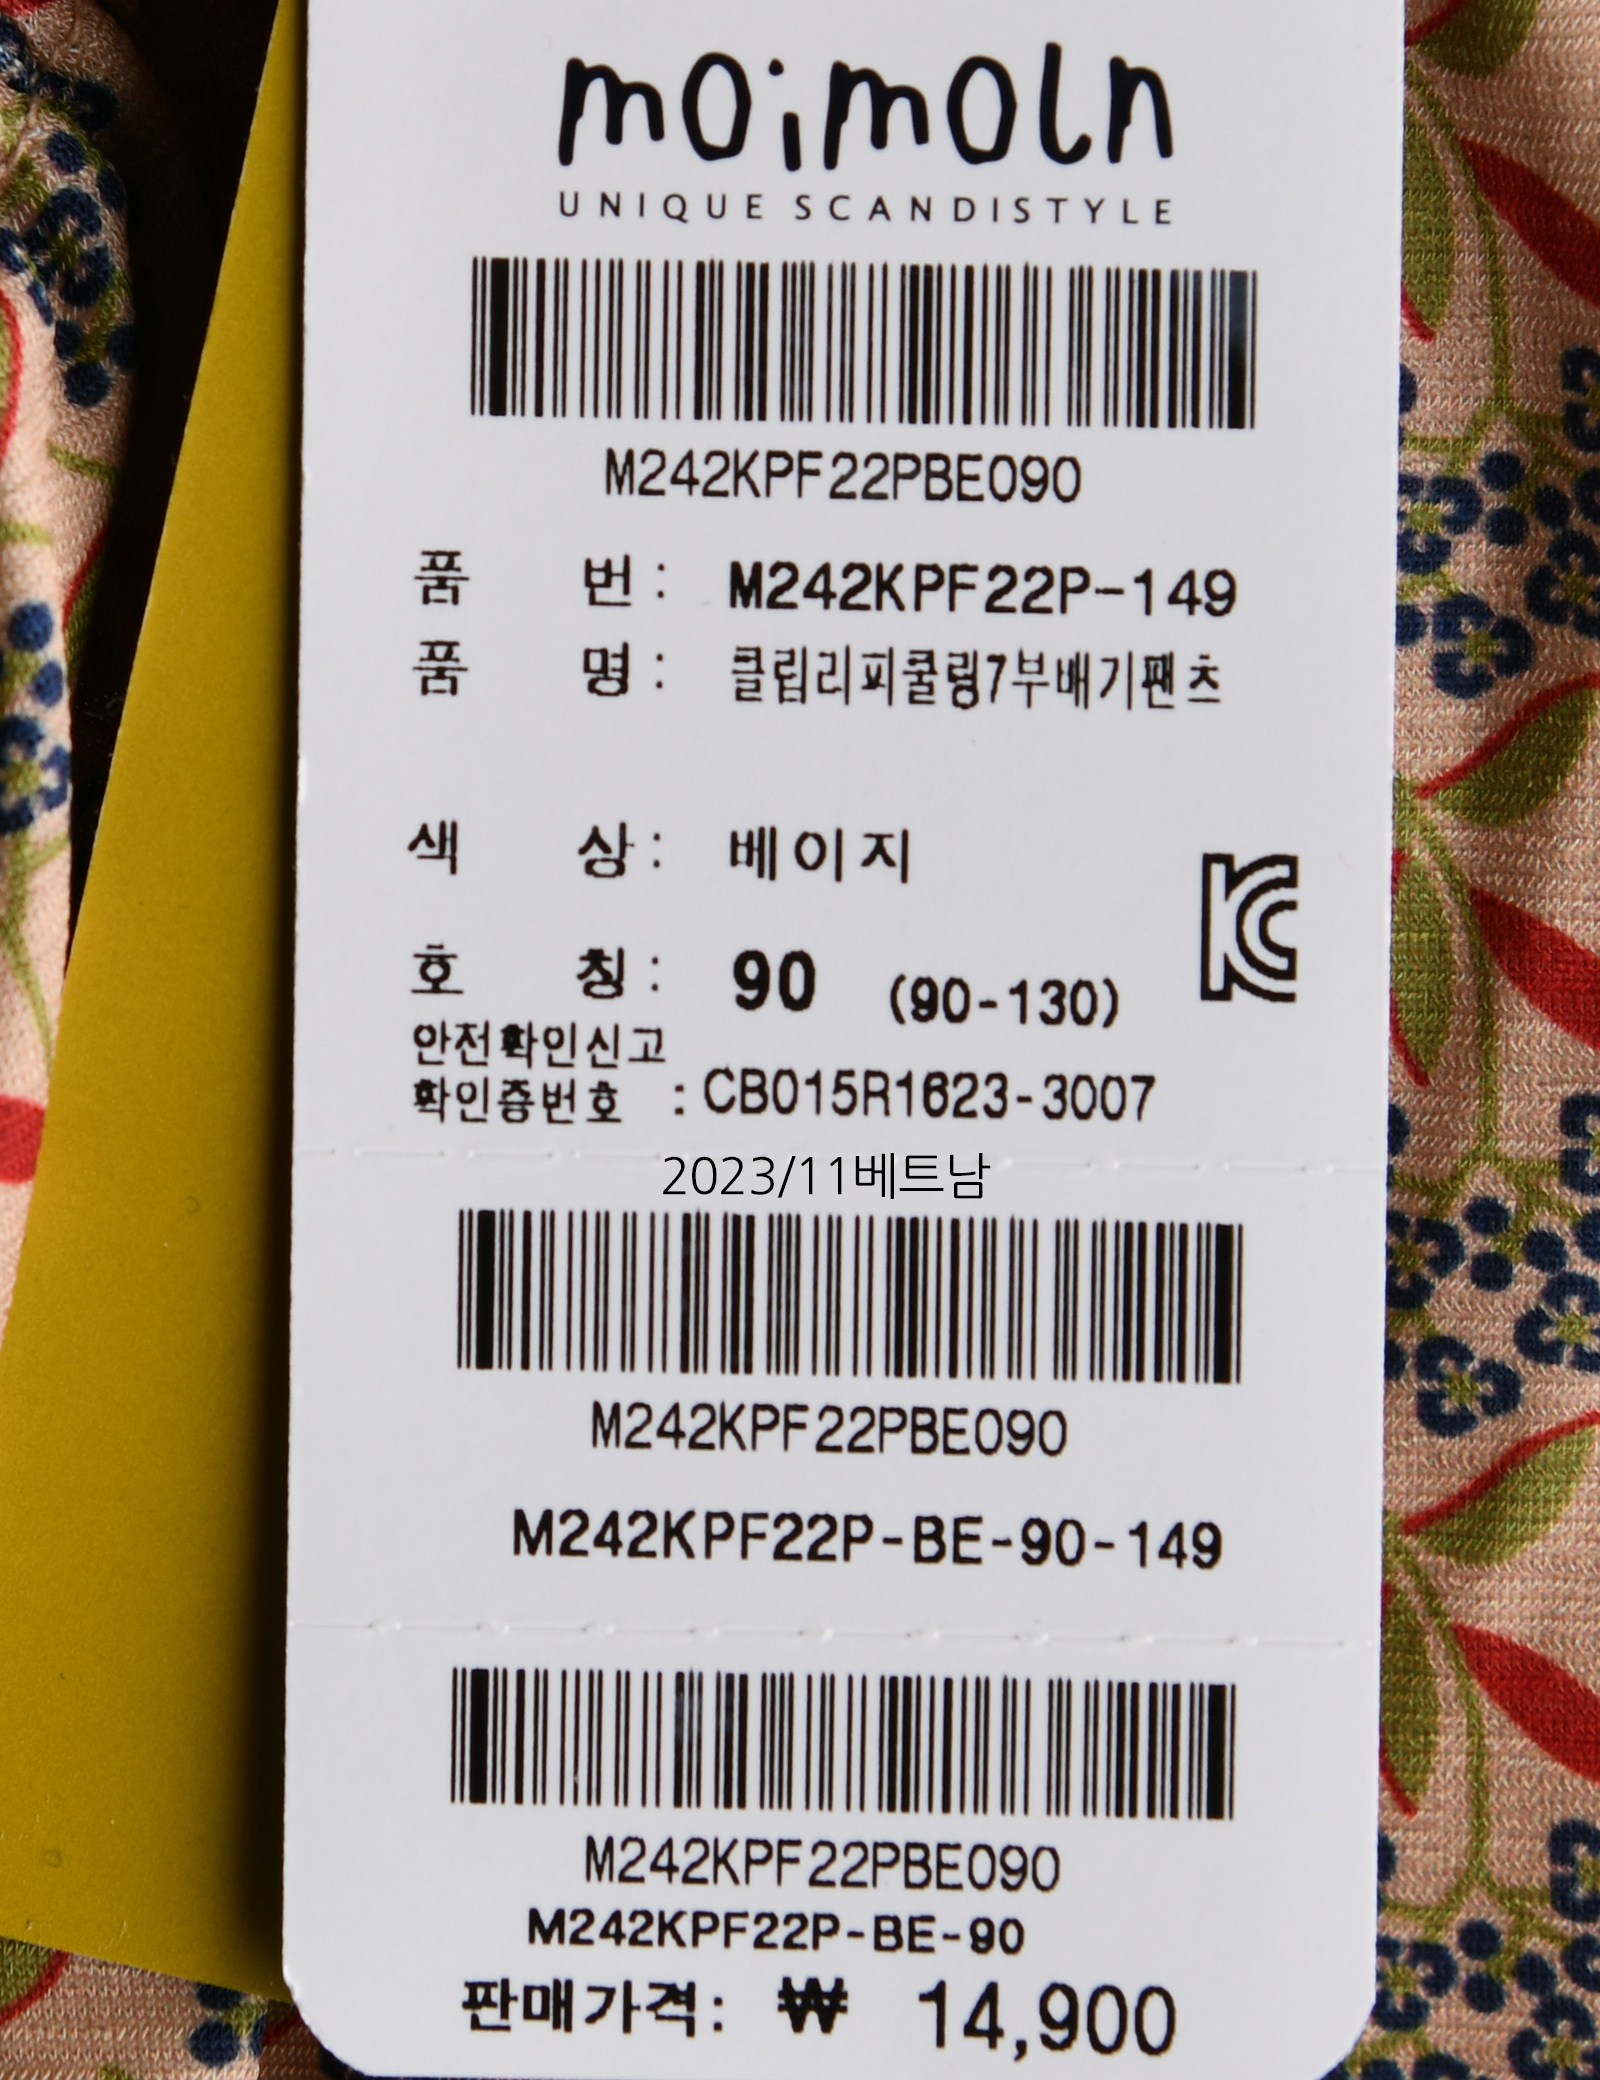 moimoln
UNIQUE SCANDISTYLE
M242KPF22PBE090
품 번 : M242KPF22P-149
품 명 : 클립리피쿨링7부배기팬츠
색 상 : 베이지
호 칭 : 90 (90-130)
안전확인신고
확인증번호 : CB015R1623-3007
2023/11베트남
M242KPF22PBE090
M242KPF22P-BE-90-149
M242KPF22PBE090
M242KPF22P-BE-90
판매가격: ₩ 14,900